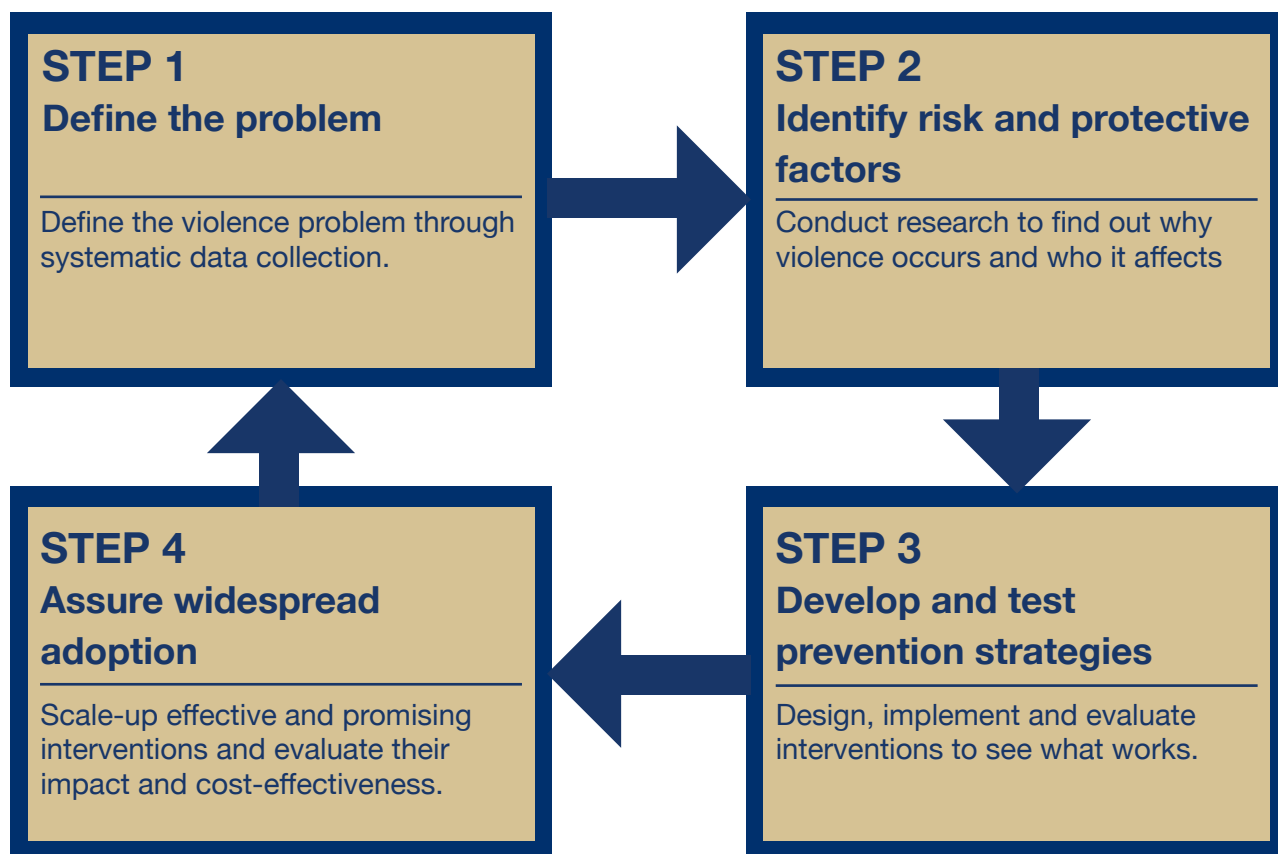 STEP 1
Define the problem
Define the violence problem through
systematic data collection.
STEP 2
Identify risk and protective
factors
Conduct research to find out why
violence occurs and who it affects
STEP 3
Develop and test
prevention strategies
Design, implement and evaluate
interventions to see what works.
STEP 4
Assure widespread
adoption
Scale-up effective and promising
interventions and evaluate their
impact and cost-effectiveness.